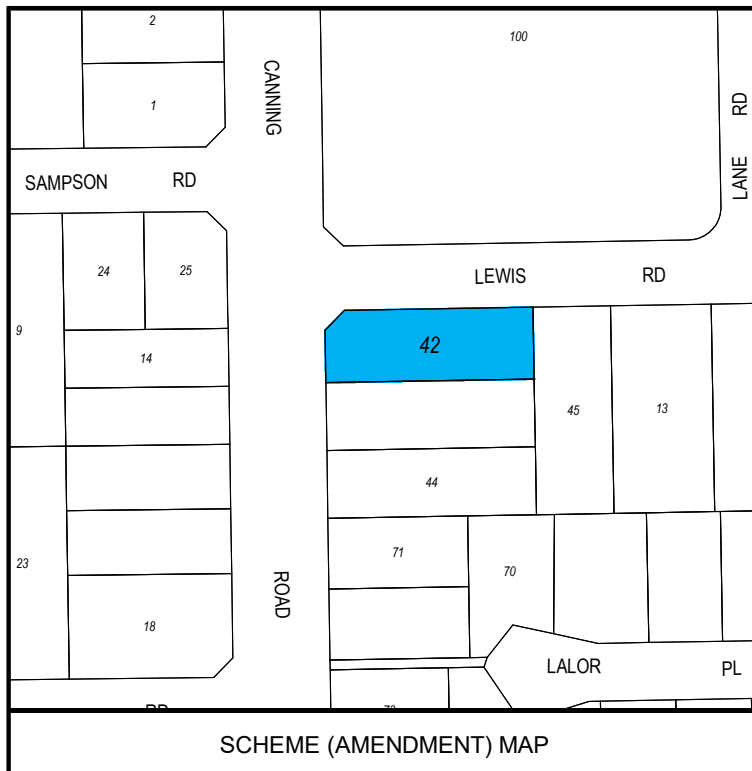 2
100
1
CANNING
RD
LANE
SAMPSON RD
24
25
LEWIS RD
9
14
42
45
13
44
71
70
23
ROAD
18
LALOR PL
SCHEME (AMENDMENT) MAP